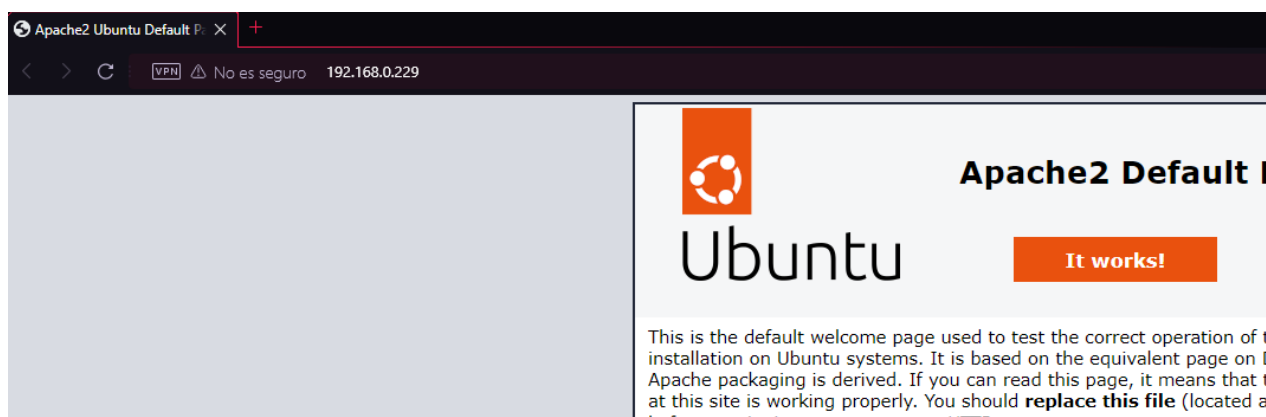 Apache2 Ubuntu Default Pa
VPN No es seguro 192.168.0.229
Apache2 Default
Ubuntu
It works!
This is the default welcome page used to test the correct operation of
installation on Ubuntu systems. It is based on the equivalent page on
Apache packaging is derived. If you can read this page, it means that
at this site is working properly. You should replace this file (located